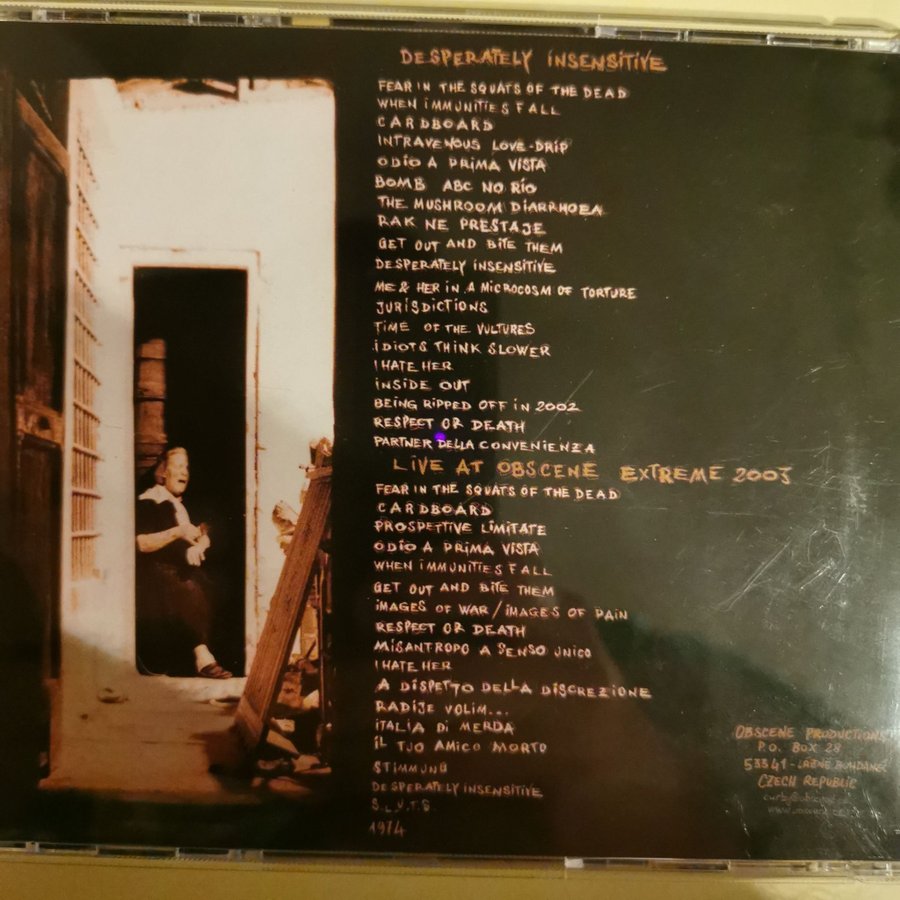 DESPERATELY INSENSITIVE
FEAR IN THE SQUATS OF THE DEAD
WHEN IMMUNITIES FALL
CARDBOARD
INTRAVENOUS LOVE-DRIP
ODIO A PRIMA VISTA
BOMB ABC NO RIO
THE MUSHROOM DIARRHOEA
RAK NE PRESTAJE
GET OUT AND BITE THEM
DESPERATELY INSENSITIVE
ME & HER IN A MICROCOSM OF TORTURE
JURISDICTIONS
TIME OF THE VULTURES
IDIOTS THINK SLOWER
I HATE HER
INSIDE OUT
BEING RIPPED OFF IN 2002
RESPECT OR DEATH
PARTNER DELLA CONVENIENZA
LIVE AT OBSCENE EXTREME 2003
FEAR IN THE SQUATS OF THE DEAD
CARDBOARD
PROSPETTIVE LIMITATE
ODIO A PRIMA VISTA
WHEN IMMUNITIES FALL
GET OUT AND BITE THEM
IMAGES OF WAR/IMAGES OF PAIN
RESPECT OR DEATH
MISANTROPO A SENSO UNICO
I HATE HER
A DISPETTO DELLA DISCREZIONE
RADIJE VOLIM...
ITALIA DI MERDA
IL TUO AMICO MORTO
STIMMUNG
DESPERATELY INSENSITIVE
S.L.U.T.S
1974
OBSCENE PRODUCTIONS
P.O. BOX 28
53341 - LÁZNĚ BOHDANEČ
CZECH REPUBLIC